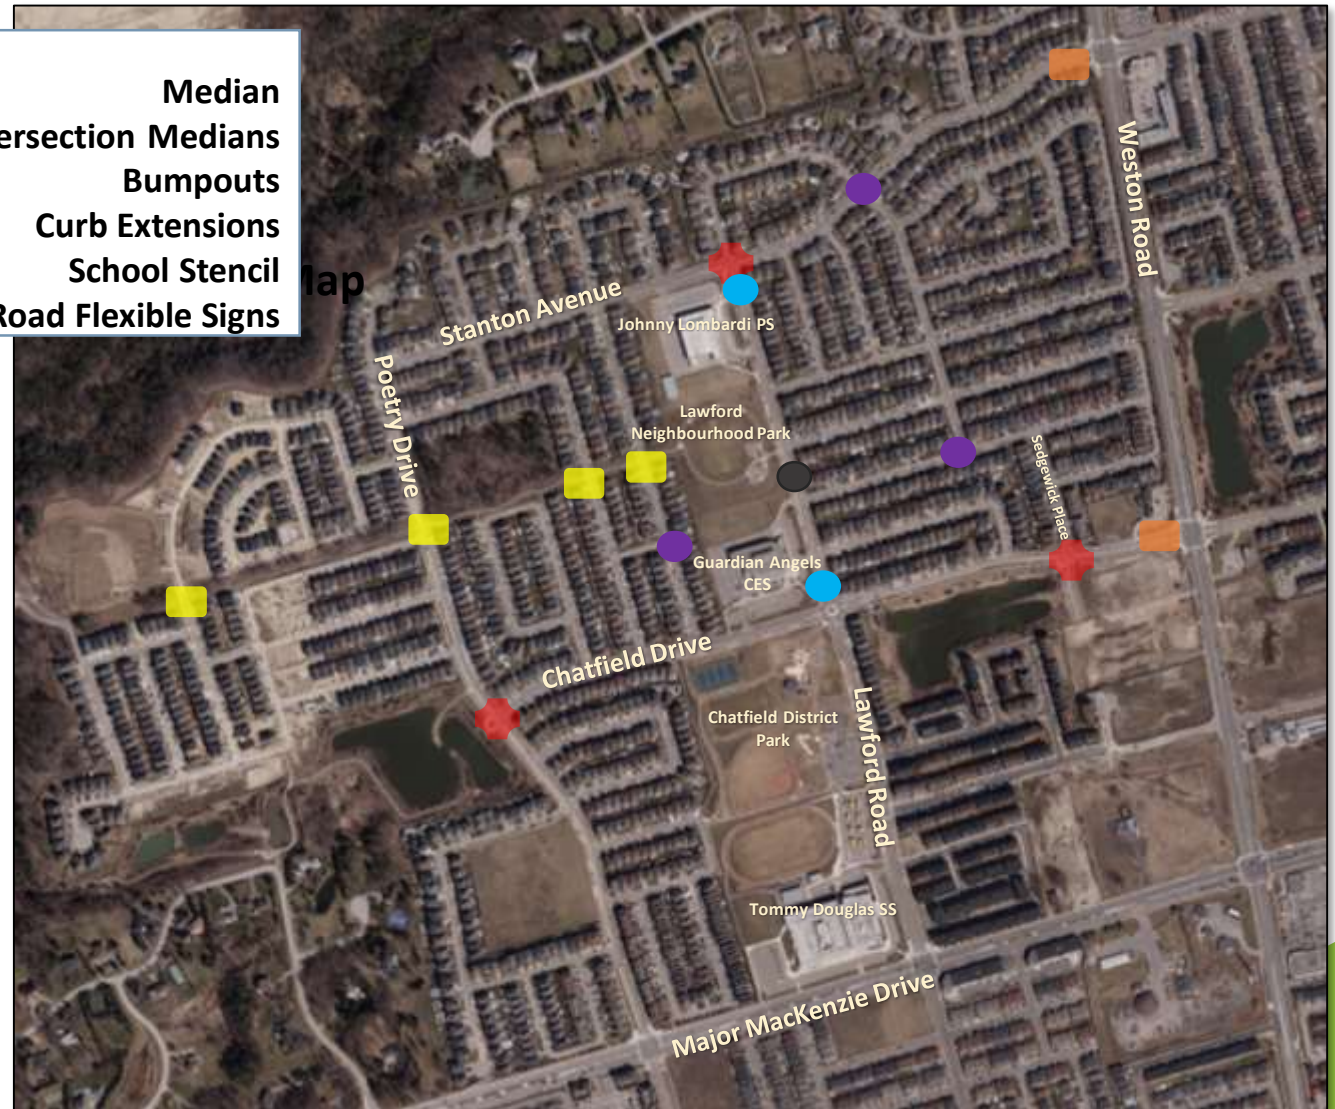 Median
ersection Medians
Bumpouts
Curb Extensions
School Stencil
Road Flexible Signs
Map
Weston Road
Stanton Avenue
Johnny Lombardi PS
Poetry Drive
Lawford
Neighbourhood Park
Sedgewick Place
Guardian Angels
CES
Chatfield Drive
Chatfield District
Park
Lawford Road
Tommy Douglas SS
Major MacKenzie Drive